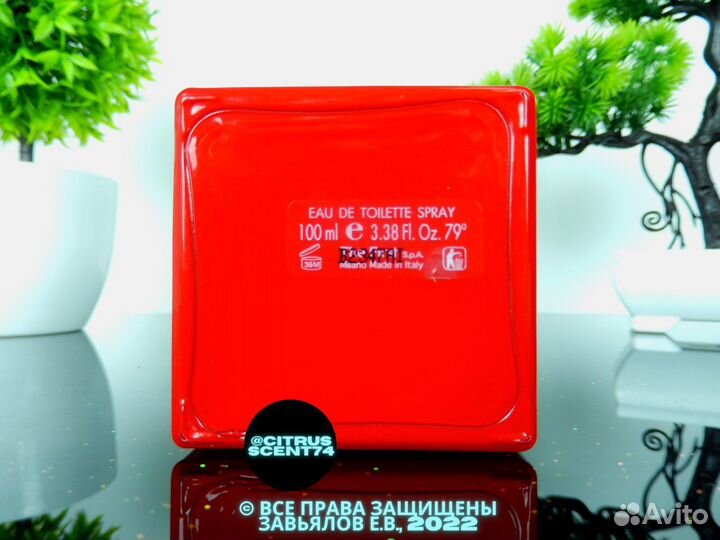 EAU DE TOILETTE SPRAY
100 ml e 3.38 Fl. Oz. 79°
S.p.A.
36M
Milano Made in Italy
@CITRUS
SCENT74
© ВСЕ ПРАВА ЗАЩИЩЕНЫ
ЗАВЬЯЛОВ Е.В., 2022
Avito